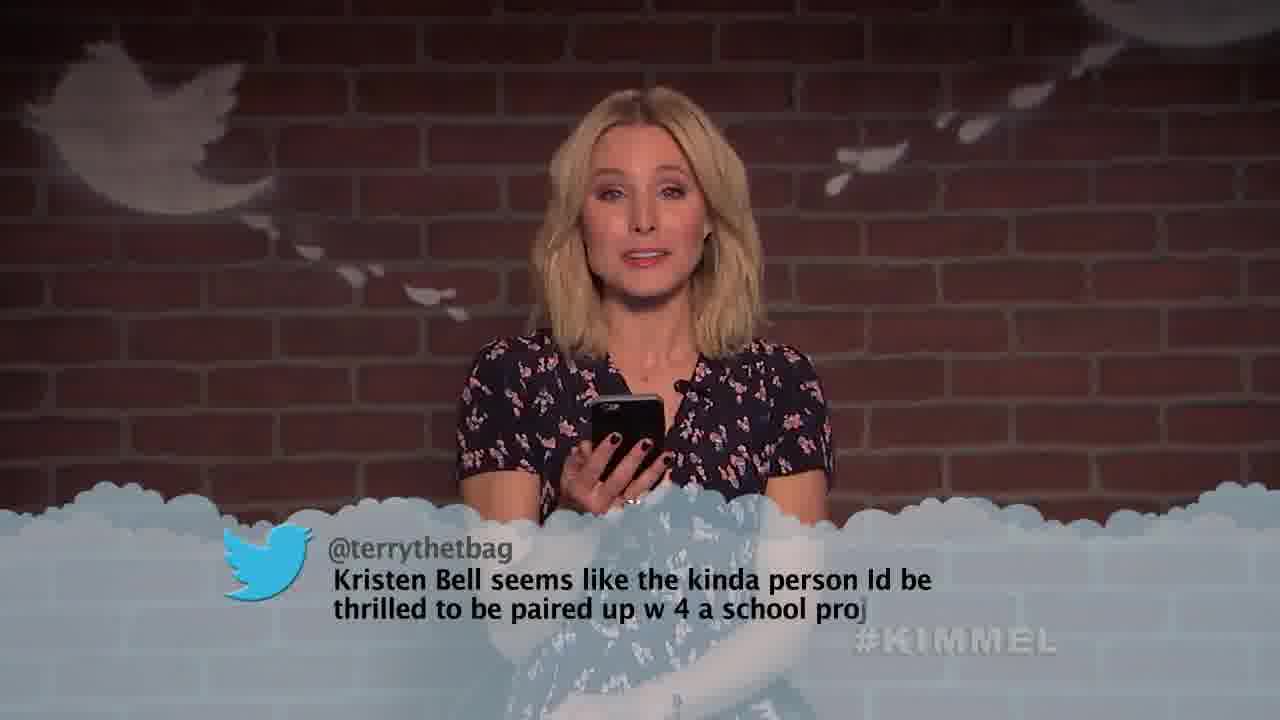 @terrythetbag
Kristen Bell seems like the kinda person Id be
thrilled to be paired up w 4 a school proj
#KIMMEL